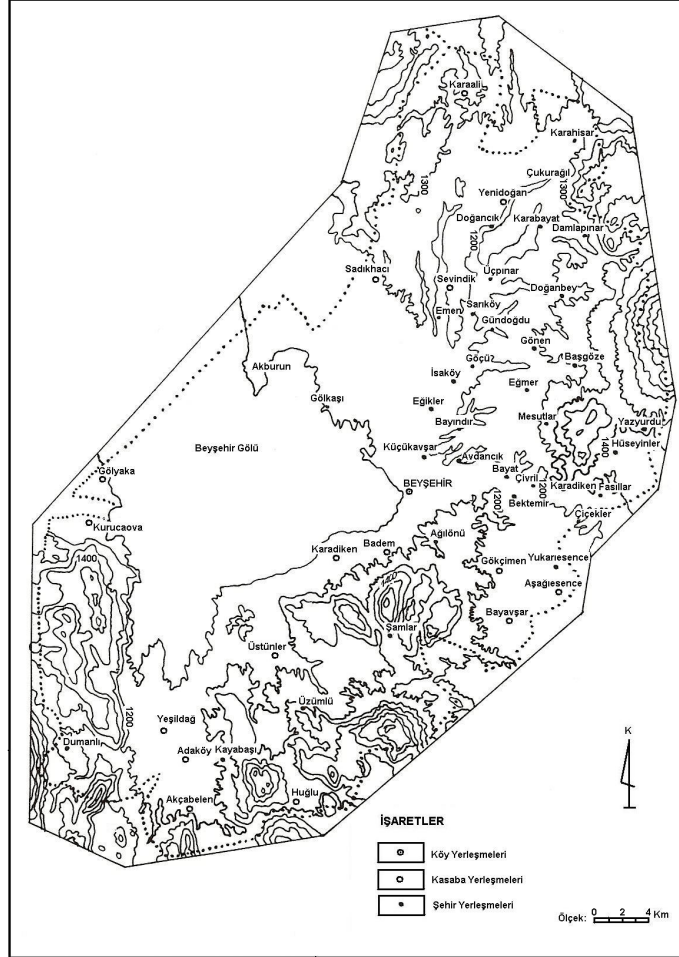 Karaali
Karahisar
Çukurağıl
1300
1300
Yenidoğan
Doğancık
Karabayat
Damlapınar
1200
Sadıkhacı
Sevindik
Üçpınar
Doğanbey
Emen
Sarıköy
Gündoğdu
Gönen
Akburun
Göçü
Başgöze
İsaköy
Eğmer
Gölkaşı
Eğikler
Mesutlar
Bayındır
Yazyurdu
1400
Hüseyinler
Beyşehir Gölü
Küçükavşar
Avdancık
Gölyaka
Bayat
Çivril
BEYŞEHİR
1200
1200
Karadiken
Fasıllar
Bektemir
Çiçekler
Kurucaova
Ağılönü
Badem
Karadiken
1400
Gökçimen
Yukarıesence
1400
Aşağıesence
Bayavşar
Şamlar
Üstünler
1200
Üzümlü
Yeşildağ
Dumanlı
Adaköy
Kayabaşı
K
Akçabelen
Huğlu
İŞARETLER
Köy Yerleşmeleri
Kasaba Yerleşmeleri
Şehir Yerleşmeleri
Ölçek: 0 2 4 Km